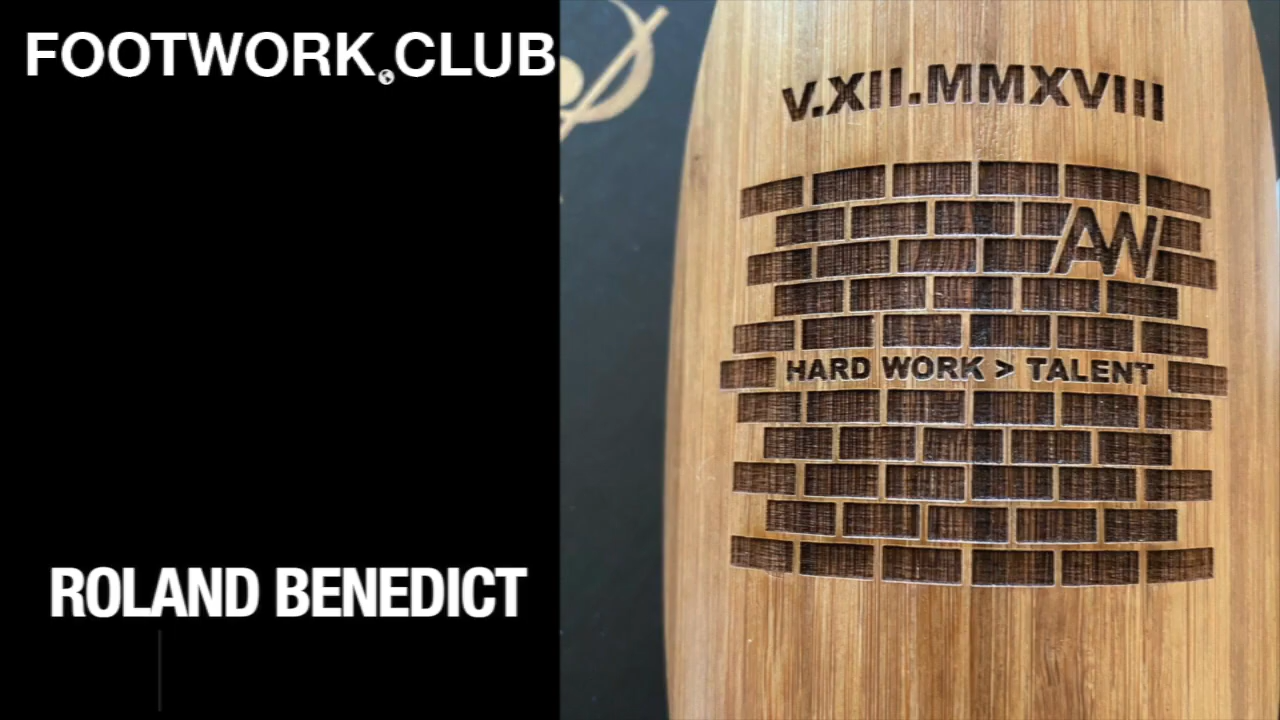 FOOTWORK.CLUB
ROLAND BENEDICT
V.XII.MMXVIII
AW
HARD WORK > TALENT